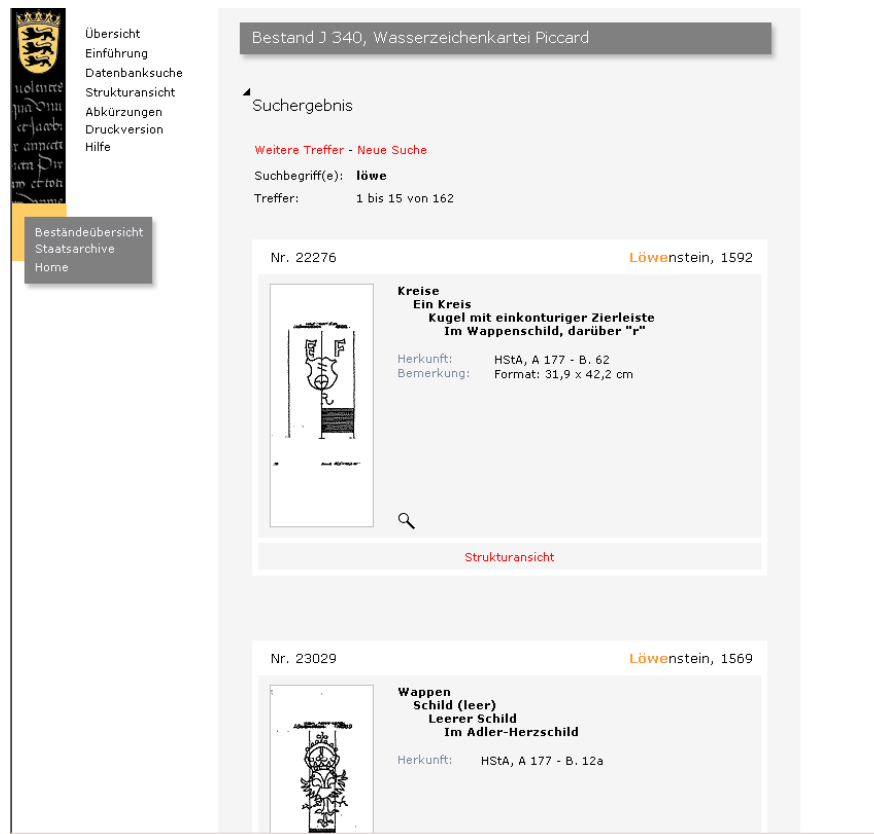 Übersicht
Einführung
Datenbanksuche
Strukturansicht
Abkürzungen
Druckversion
Hilfe
Beständeübersicht
Staatsarchive
Home
Bestand J 340, Wasserzeichenkartei Piccard
Suchergebnis
Weitere Treffer - Neue Suche
Suchbegriff(e): löwe
Treffer: 1 bis 15 von 162
Nr. 22276 Löwenstein, 1592
Kreise
Ein Kreis
Kugel mit einkonturiger Zierleiste
Im Wappenschild, darüber "r"
Herkunft: HStA, A 177 - B. 62
Bemerkung: Format: 31,9 x 42,2 cm
Strukturansicht
Nr. 23029 Löwenstein, 1569
Wappen
Schild (leer)
Leerer Schild
Im Adler-Herzschild
Herkunft: HStA, A 177 - B. 12a